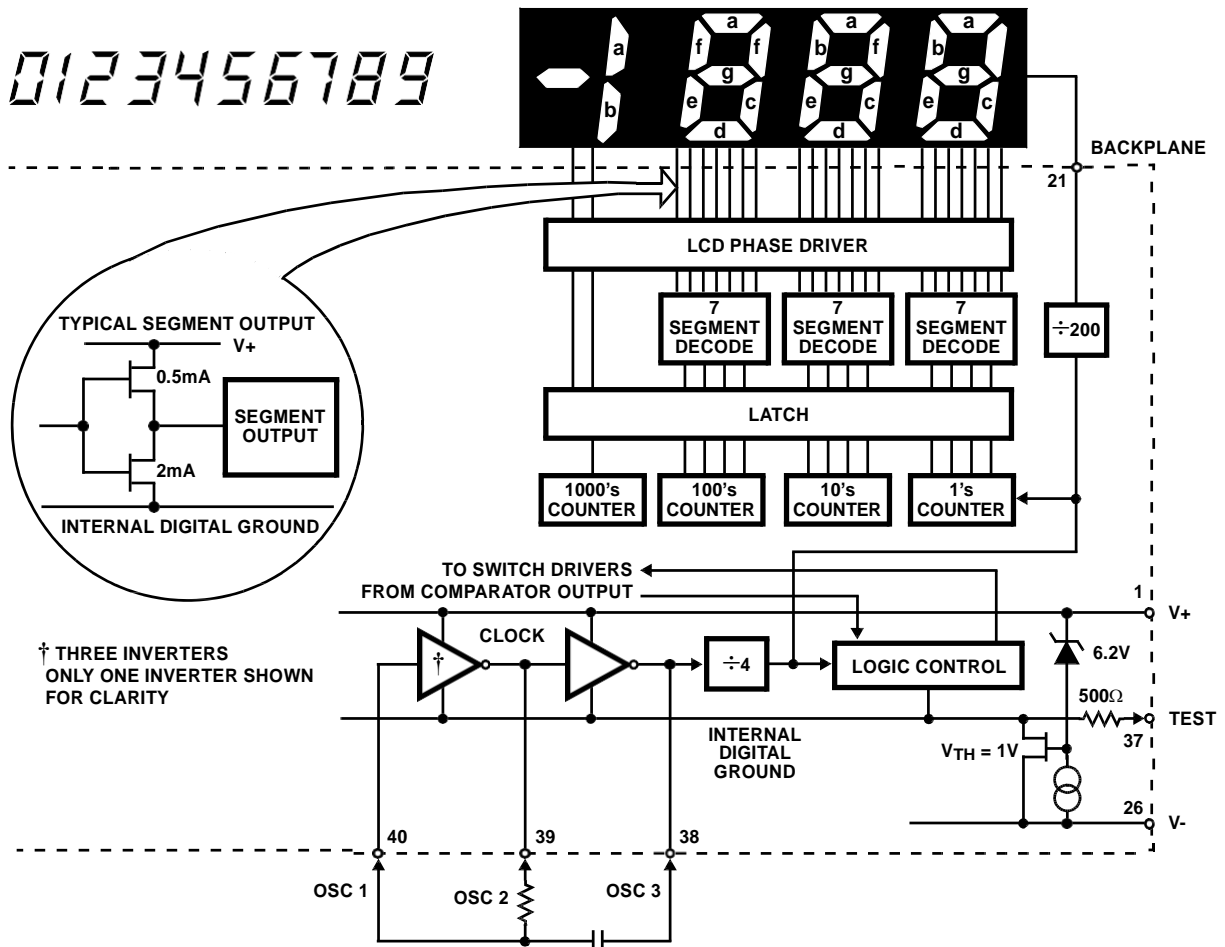 0123456789
a
b
a
f f
g
e c
d
a
b f
g
e c
d
a
b f
g
e c
d
BACKPLANE
21
LCD PHASE DRIVER
7
SEGMENT
DECODE
7
SEGMENT
DECODE
7
SEGMENT
DECODE
÷200
LATCH
1000's
COUNTER
100's
COUNTER
10's
COUNTER
1's
COUNTER
TYPICAL SEGMENT OUTPUT
V+
0.5mA
SEGMENT
OUTPUT
2mA
INTERNAL DIGITAL GROUND
TO SWITCH DRIVERS
FROM COMPARATOR OUTPUT
1
V+
† THREE INVERTERS
ONLY ONE INVERTER SHOWN
FOR CLARITY
†
CLOCK
÷4
LOGIC CONTROL
6.2V
500Ω
TEST
37
INTERNAL
DIGITAL
GROUND
VTH = 1V
26
V-
40
39
38
OSC 1
OSC 2
OSC 3